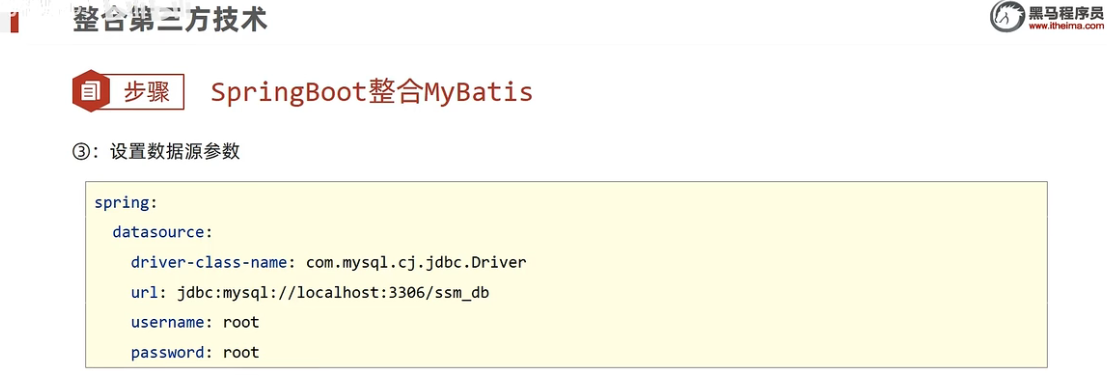 整合第三方技术
黑马程序员
www.itheima.com
步骤
SpringBoot整合MyBatis
③：设置数据源参数
spring:
datasource:
driver-class-name: com.mysql.cj.jdbc.Driver
url: jdbc:mysql://localhost:3306/ssm_db
username: root
password: root